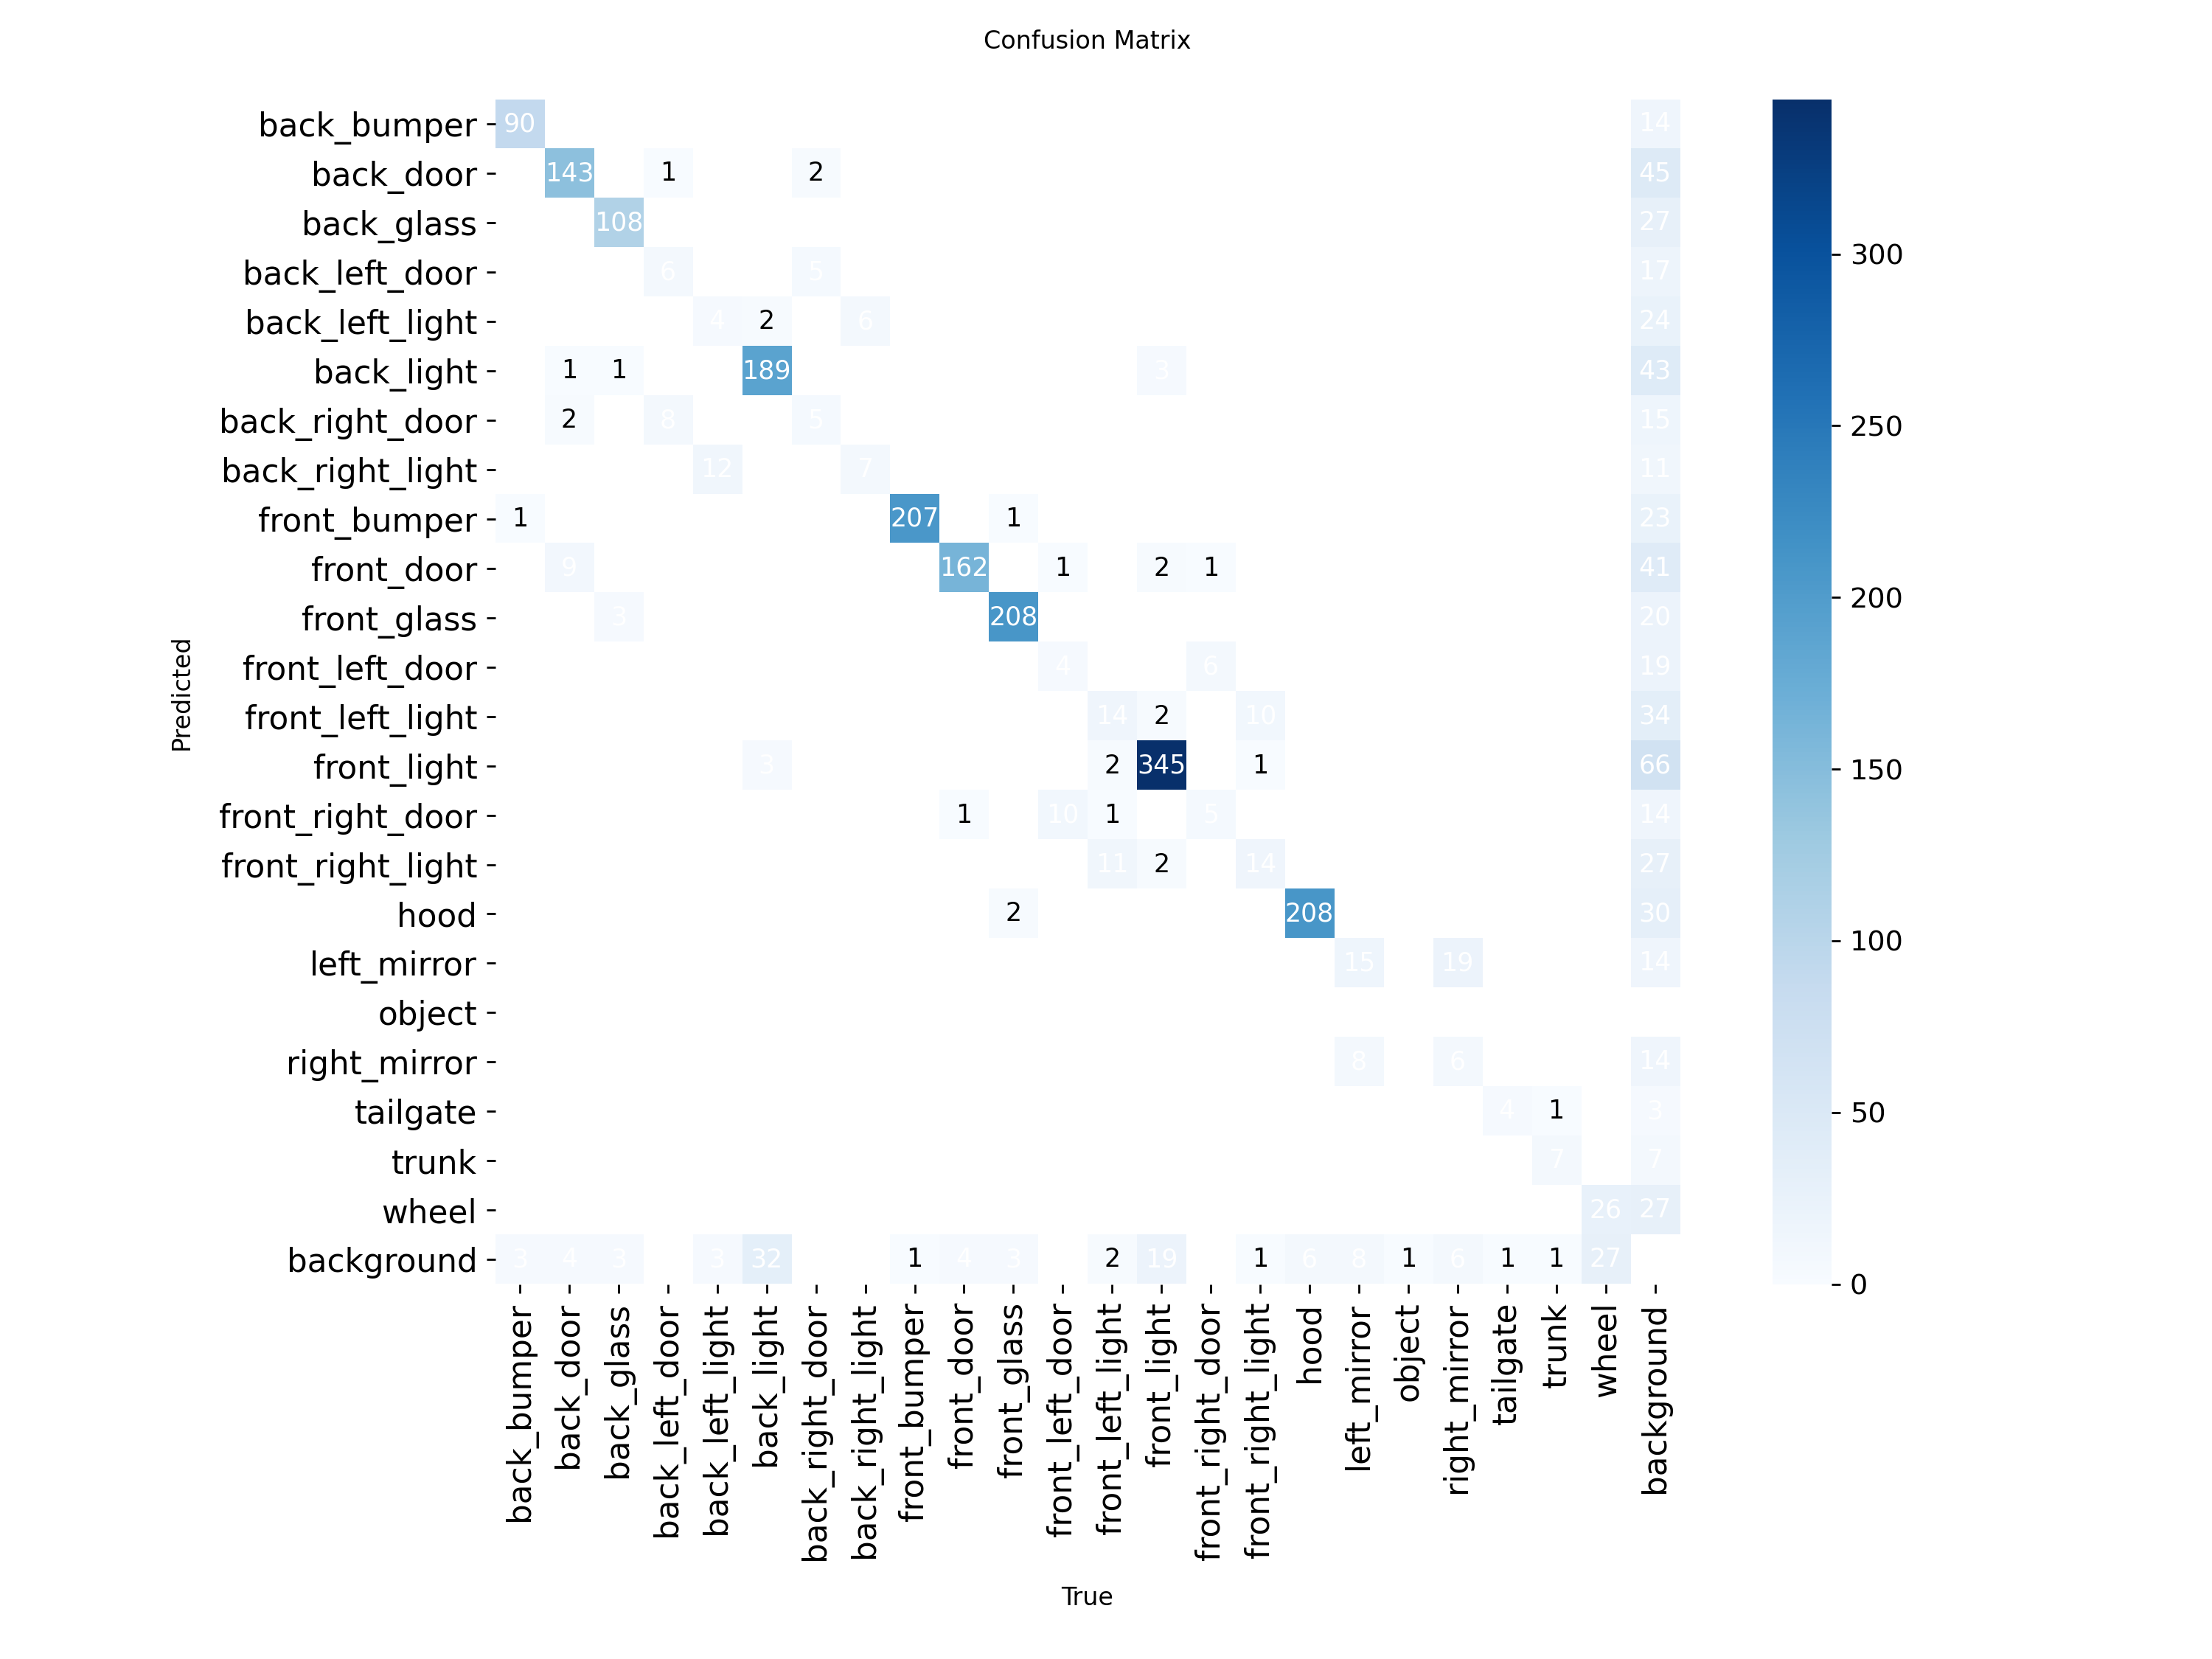 Confusion Matrix
back_bumper 90 14
back_door 143 1 2 45
back_glass 108 27
back_left_door 6 5 17
back_left_light 4 2 6 24
back_light 1 1 189 3 43
back_right_door 2 8 5 15
back_right_light 12 7 11
front_bumper 1 207 1 23
front_door 9 162 1 2 1 41
front_glass 3 208 20
front_left_door 4 6 19
front_left_light 14 2 10 34
front_light 3 2 345 1 66
front_right_door 1 10 1 5 14
front_right_light 11 2 14 27
hood 2 208 30
left_mirror 15 19 14
object
right_mirror 8 6 14
tailgate 4 1 3
trunk 7 7
wheel 26 27
background 3 4 3 3 32 1 4 3 2 19 1 6 8 1 6 1 1 27
Predicted
back_bumper
back_door
back_glass
back_left_door
back_left_light
back_light
back_right_door
back_right_light
front_bumper
front_door
front_glass
front_left_door
front_left_light
front_light
front_right_door
front_right_light
hood
left_mirror
object
right_mirror
tailgate
trunk
wheel
background
True
300
250
200
150
100
50
0